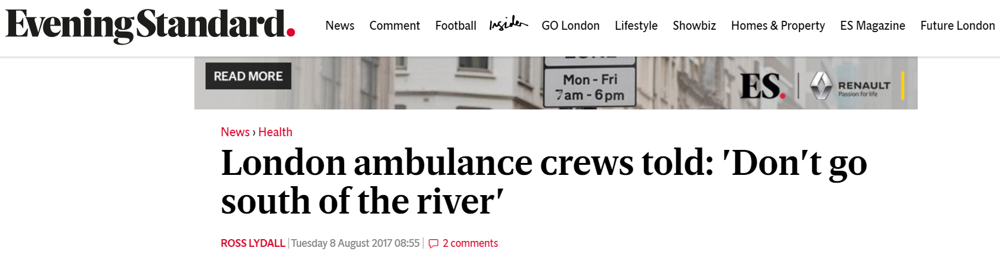 Evening Standard.
News Comment Football Insider GO London Lifestyle Showbiz Homes & Property ES Magazine Future London
READ MORE
ZONE
Mon - Fri
7am - 6pm
ES.
RENAULT
Passion for life
News › Health
London ambulance crews told: 'Don't go
south of the river'
ROSS LYDALL | Tuesday 8 August 2017 08:55 | 2 comments